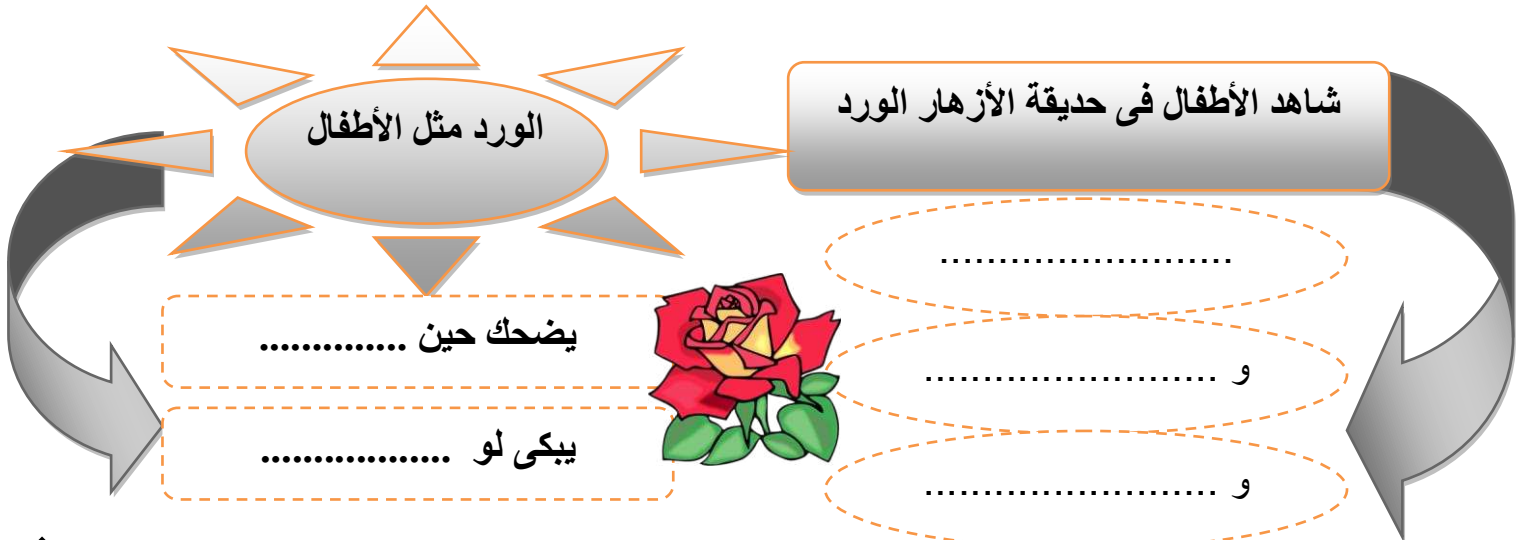 شاهد الأطفال فى حديقة الأزهار الورد
.........................
و .........................
و .........................
الورد مثل الأطفال
يضحك حين ..............
يبكى لو ..................